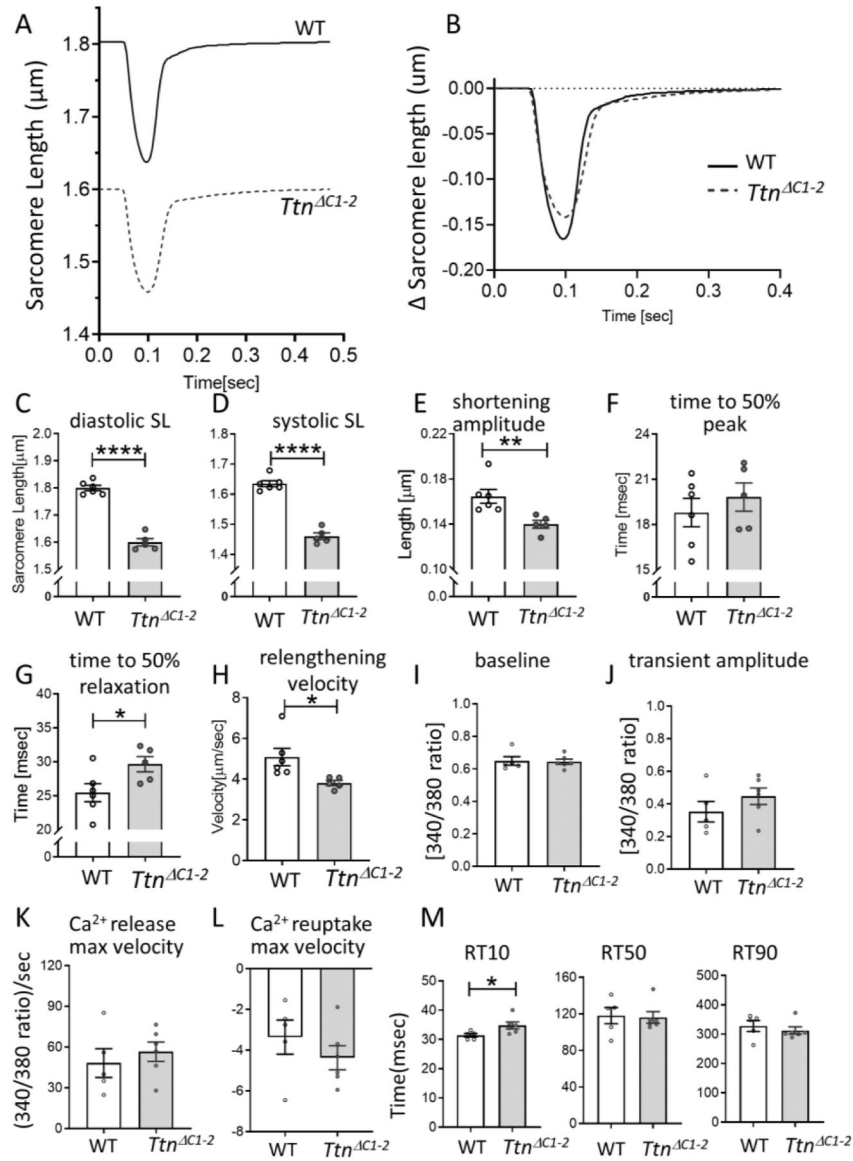 A
WT
Ttn^ΔC1-2
Sarcomere Length (μm)
1.8
1.7
1.6
1.5
1.4
0.0 0.1 0.2 0.3 0.4 0.5
Time[sec]
B
WT
Ttn^ΔC1-2
Δ Sarcomere length (um)
0.00
-0.05
-0.10
-0.15
-0.20
0.0 0.1 0.2 0.3 0.4
Time [sec]
C
diastolic SL
****
Sarcomere Length[μm]
2.0
1.9
1.8
1.7
1.6
1.5
0
WT Ttn^ΔC1-2
D
systolic SL
****
1.8
1.7
1.6
1.5
1.4
0
WT Ttn^ΔC1-2
E
shortening
amplitude
**
Length [μm]
0.22
0.18
0.14
0.10
0.0
WT Ttn^ΔC1-2
F
time to 50%
peak
Time [msec]
24
21
18
15
0
WT Ttn^ΔC1-2
G
time to 50%
relaxation
*
Time [msec]
40
35
30
25
20
0
WT Ttn^ΔC1-2
H
relengthening
velocity
*
Velocity[μm/sec]
8
6
4
2
0
WT Ttn^ΔC1-2
I
baseline
[340/380 ratio]
1.0
0.8
0.6
0.4
0.2
0.0
WT Ttn^ΔC1-2
J
transient amplitude
[340/380 ratio]
1.0
0.8
0.6
0.4
0.2
0.0
WT Ttn^ΔC1-2
K
Ca²⁺ release
max velocity
(340/380 ratio)/sec
120
90
60
30
0
WT Ttn^ΔC1-2
L
Ca²⁺ reuptake
max velocity
0
-2
-4
-6
-8
WT Ttn^ΔC1-2
M
RT10
*
Time(msec)
50
40
30
20
10
0
WT Ttn^ΔC1-2
RT50
160
120
80
40
0
WT Ttn^ΔC1-2
RT90
500
400
300
200
100
0
WT Ttn^ΔC1-2